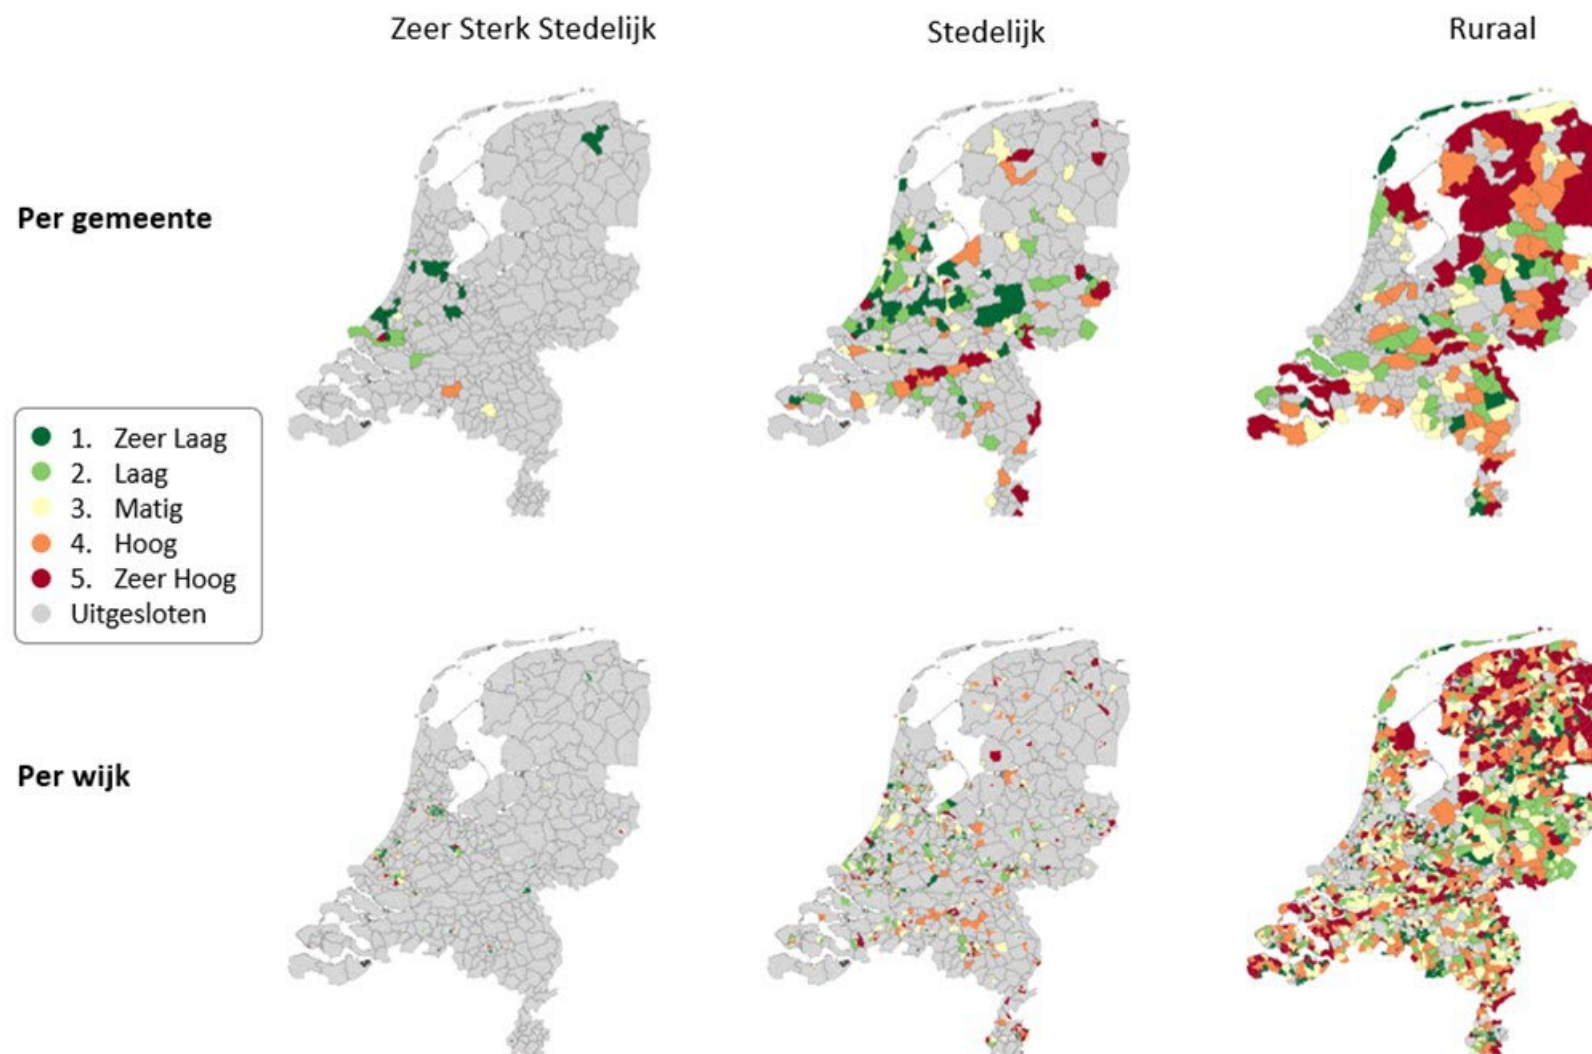 Zeer Sterk Stedelijk
Stedelijk
Ruraal
Per gemeente
1. Zeer Laag
2. Laag
3. Matig
4. Hoog
5. Zeer Hoog
Uitgesloten
Per wijk